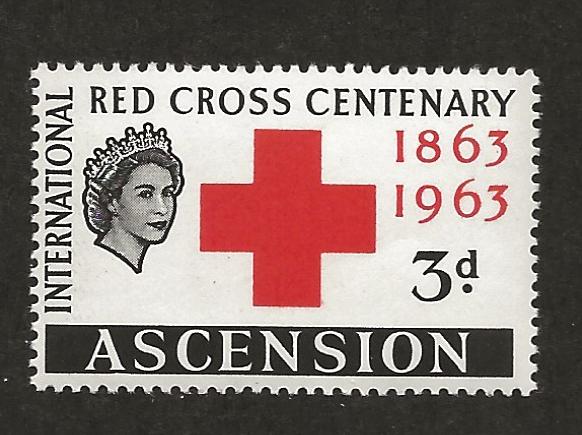 INTERNATIONAL
RED CROSS CENTENARY
1863
1963
3d.
ASCENSION